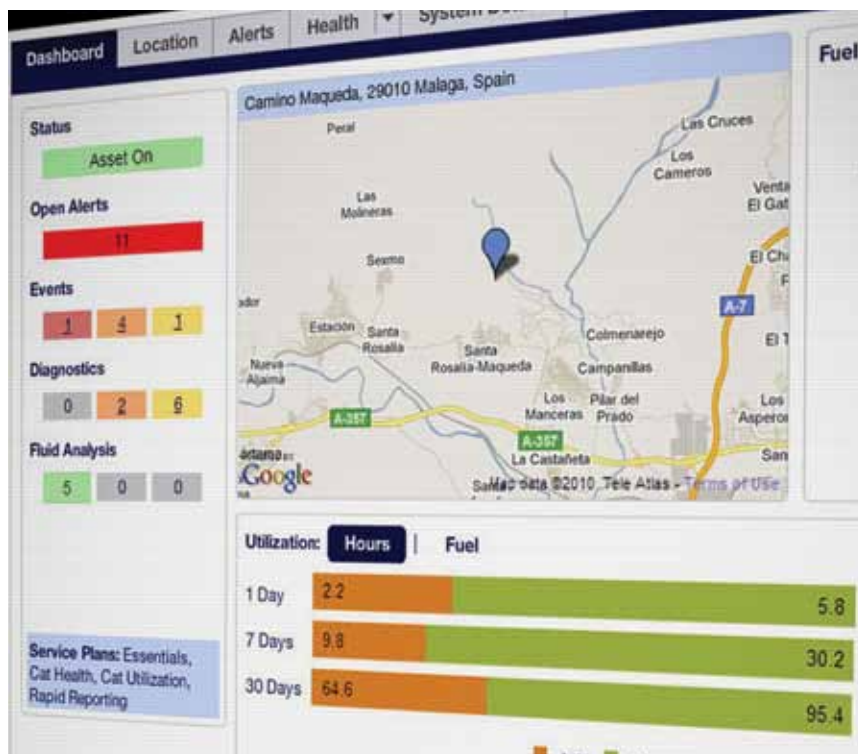 Dashboard
Location
Alerts
Health
Status
Asset On
Open Alerts
11
Events
1 4 1
Diagnostics
0 2 6
Fluid Analysis
5 0 0
Service Plans: Essentials,
Cat Health, Cat Utilization,
Rapid Reporting
Camino Maqueda, 29010 Malaga, Spain
Peral
Las Cruces
Los
Cameros
Las
Molineras
Venta
El Gat
Sexmo
El Ch
A-7
Estación
Santa
Rosalia
Santa
Rosalia-Maqueda
Colmenarejo
Nueva
Aljaima
Campanillas
Los
Manceras
Pilar del
Prado
Los
Asperon
A-357
A-357
La Castañeta
San
Google
Map data ©2010 Tele Atlas - Terms of Use
Fuel
Utilization: Hours | Fuel
1 Day 2.2 5.8
7 Days 9.8 30.2
30 Days 64.6 95.4